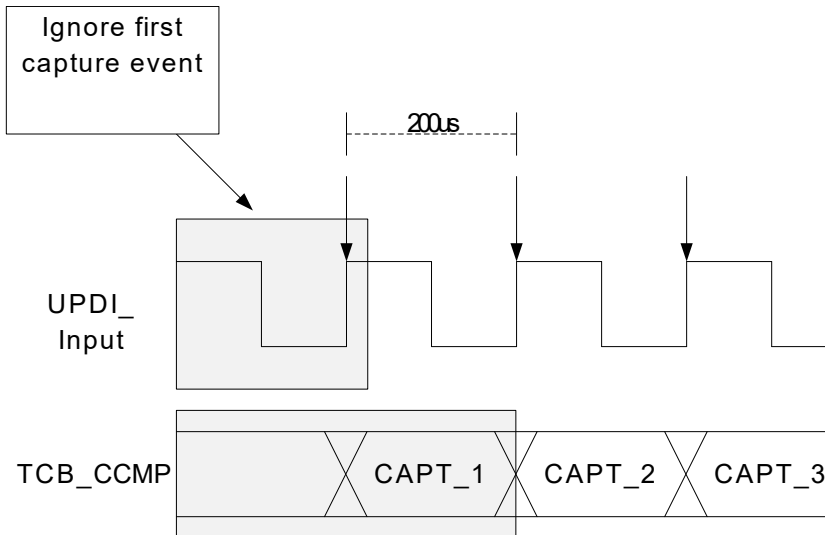 Ignore first
capture event
200us
UPDI_
Input
TCB_CCMP
CAPT_1
CAPT_2
CAPT_3